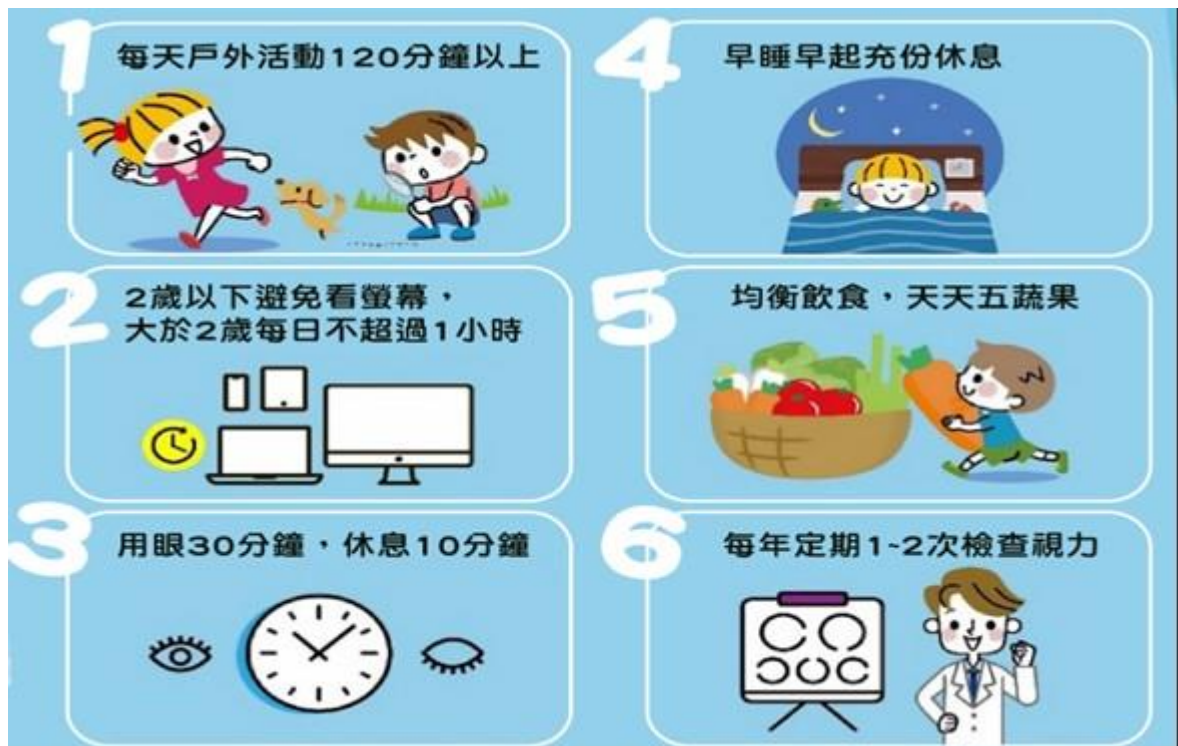 1
每天戶外活動120分鐘以上
2
2歲以下避免看螢幕，
大於2歲每日不超過1小時
3
用眼30分鐘，休息10分鐘
4
早睡早起充份休息
5
均衡飲食，天天五蔬果
6
每年定期1~2次檢查視力